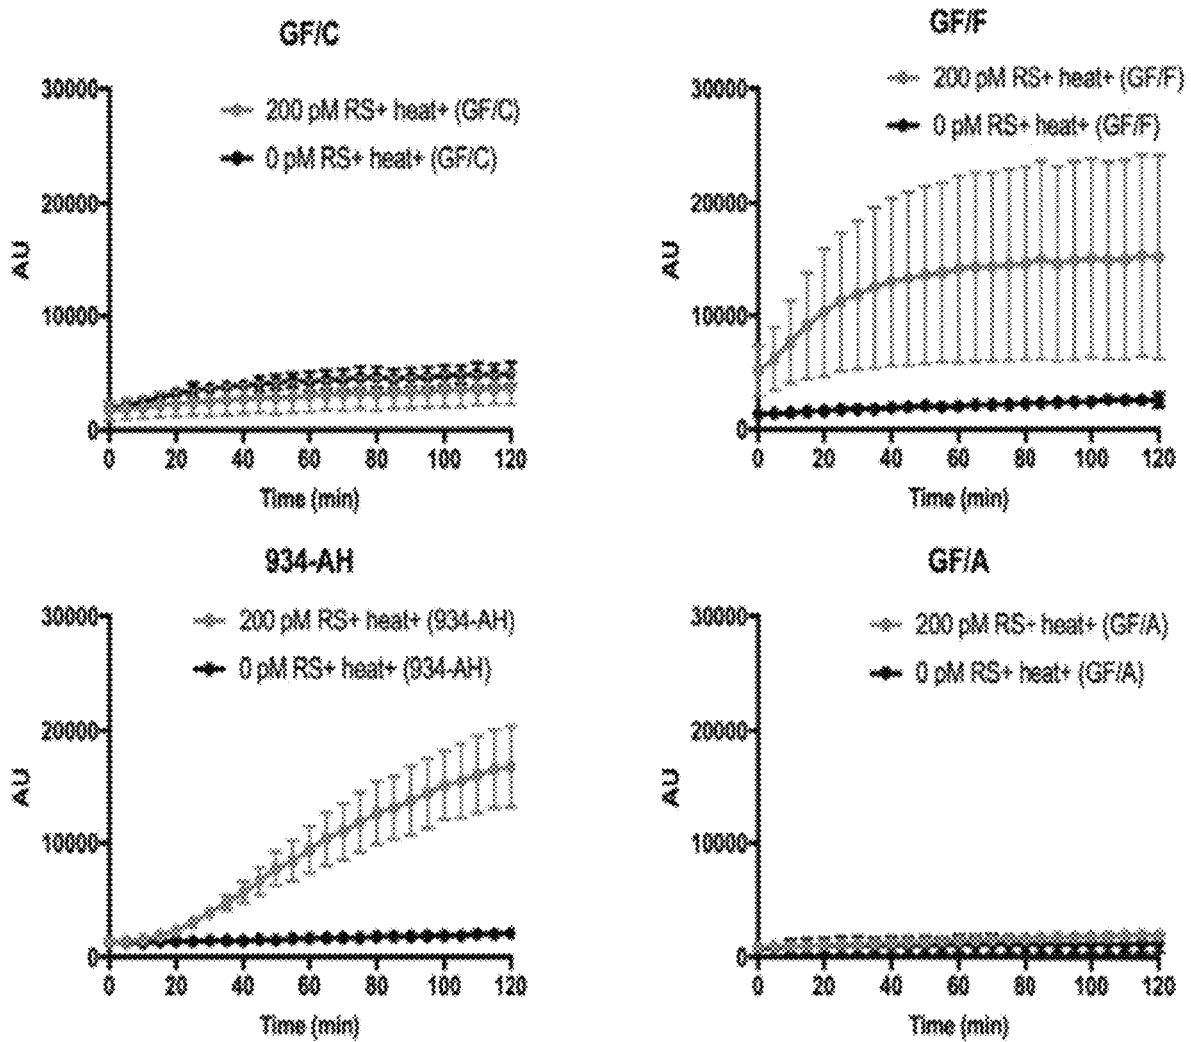 GF/C
200 pM RS+ heat+ (GF/C)
0 pM RS+ heat+ (GF/C)
30000
20000
10000
0
AU
0 20 40 60 80 100 120
Time (min)
GF/F
200 pM RS+ heat+ (GF/F)
0 pM RS+ heat+ (GF/F)
30000
20000
10000
0
AU
0 20 40 60 80 100 120
Time (min)
934-AH
200 pM RS+ heat+ (934-AH)
0 pM RS+ heat+ (934-AH)
30000
20000
10000
0
AU
0 20 40 60 80 100 120
Time (min)
GF/A
200 pM RS+ heat+ (GF/A)
0 pM RS+ heat+ (GF/A)
30000
20000
10000
0
AU
0 20 40 60 80 100 120
Time (min)